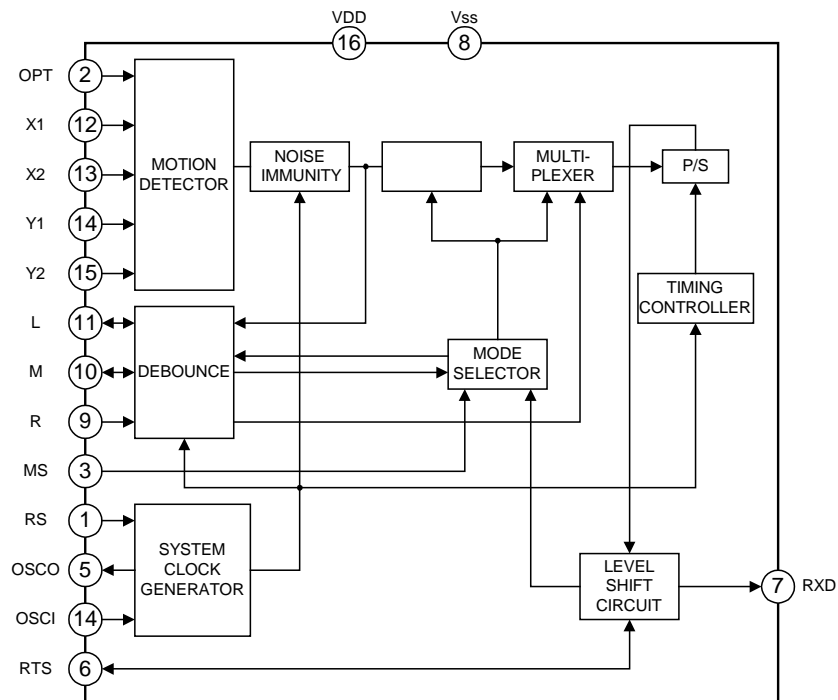 VDD
Vss
16
8
OPT
2
X1
12
X2
13
Y1
14
Y2
15
MOTION
DETECTOR
NOISE
IMMUNITY
MULTI-
PLEXER
P/S
TIMING
CONTROLLER
L
11
M
10
R
9
DEBOUNCE
MODE
SELECTOR
MS
3
RS
1
OSCO
5
OSCI
14
SYSTEM
CLOCK
GENERATOR
LEVEL
SHIFT
CIRCUIT
7
RXD
RTS
6